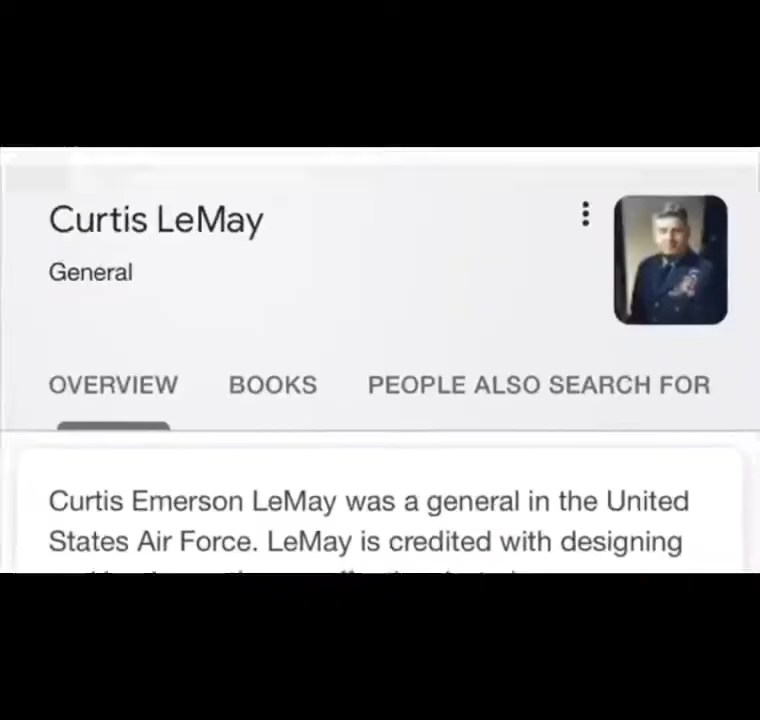 Curtis LeMay
General
OVERVIEW BOOKS PEOPLE ALSO SEARCH FOR
Curtis Emerson LeMay was a general in the United
States Air Force. LeMay is credited with designing